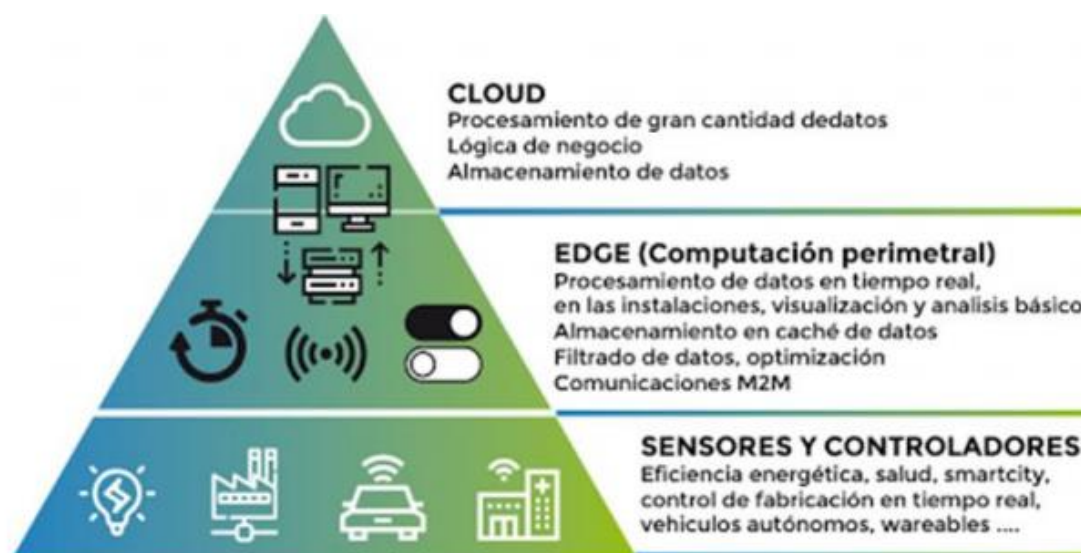 CLOUD
Procesamiento de gran cantidad dedatos
Lógica de negocio
Almacenamiento de datos
EDGE (Computación perimetral)
Procesamiento de datos en tiempo real,
en las instalaciones, visualización y analisis básico
Almacenamiento en caché de datos
Filtrado de datos, optimización
Comunicaciones M2M
SENSORES Y CONTROLADORES
Eficiencia energética, salud, smartcity,
control de fabricación en tiempo real,
vehiculos autónomos, wareables ....